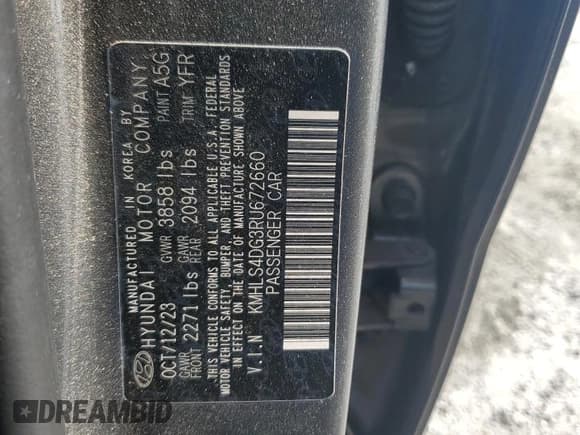 MANUFACTURED IN KOREA BY
HYUNDAI MOTOR COMPANY
OCT/12/23 GVWR 3858 lbs PAINT A5G
GAWR FRONT 2271 lbs GAWR REAR 2094 lbs TRIM YFR
THIS VEHICLE CONFORMS TO ALL APPLICABLE U.S.A. FEDERAL
MOTOR VEHICLE SAFETY, BUMPER, AND THEFT PREVENTION STANDARDS
IN EFFECT ON THE DATE OF MANUFACTURE SHOWN ABOVE
V.I.N KMHLS4DG9RU672660
PASSENGER CAR
DREAMBID